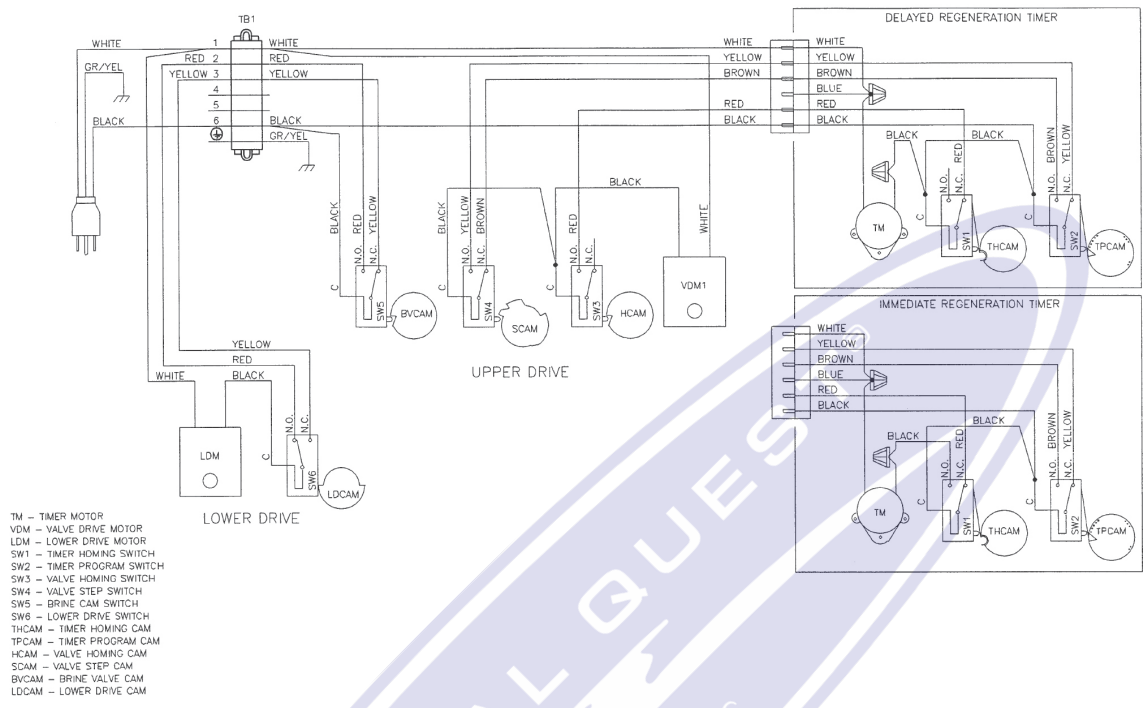 DELAYED REGENERATION TIMER
TB1
WHITE 1 WHITE
RED 2 RED
YELLOW 3 YELLOW
GR/YEL
4
5
BLACK 6 BLACK
GR/YEL
WHITE WHITE
YELLOW YELLOW
BROWN BROWN
BLUE
RED RED
BLACK BLACK
BLACK
RED
BLACK
BROWN
YELLOW
N.O.
N.C.
C
SW1
THCAM
N.O.
N.C.
C
SW2
TPCAM
TM
BLACK
RED
YELLOW
N.O.
N.C.
C
SW5
BVCAM
BLACK
YELLOW
BROWN
N.O.
N.C.
C
SW4
SCAM
BLACK
RED
N.O.
N.C.
C
SW3
HCAM
WHITE
VDM1
UPPER DRIVE
IMMEDIATE REGENERATION TIMER
WHITE
YELLOW
BROWN
BLUE
RED
BLACK
BLACK
RED
BLACK
BROWN
YELLOW
N.O.
N.C.
C
SW1
THCAM
N.O.
N.C.
C
SW2
TPCAM
TM
YELLOW
RED
WHITE BLACK
N.O.
N.C.
C
SW6
LDM
LDCAM
LOWER DRIVE
TM – TIMER MOTOR
VDM – VALVE DRIVE MOTOR
LDM – LOWER DRIVE MOTOR
SW1 – TIMER HOMING SWITCH
SW2 – TIMER PROGRAM SWITCH
SW3 – VALVE HOMING SWITCH
SW4 – VALVE STEP SWITCH
SW5 – BRINE CAM SWITCH
SW6 – LOWER DRIVE SWITCH
THCAM – TIMER HOMING CAM
TPCAM – TIMER PROGRAM CAM
HCAM – VALVE HOMING CAM
SCAM – VALVE STEP CAM
BVCAM – BRINE VALVE CAM
LDCAM – LOWER DRIVE CAM
AL QUEST ®
C